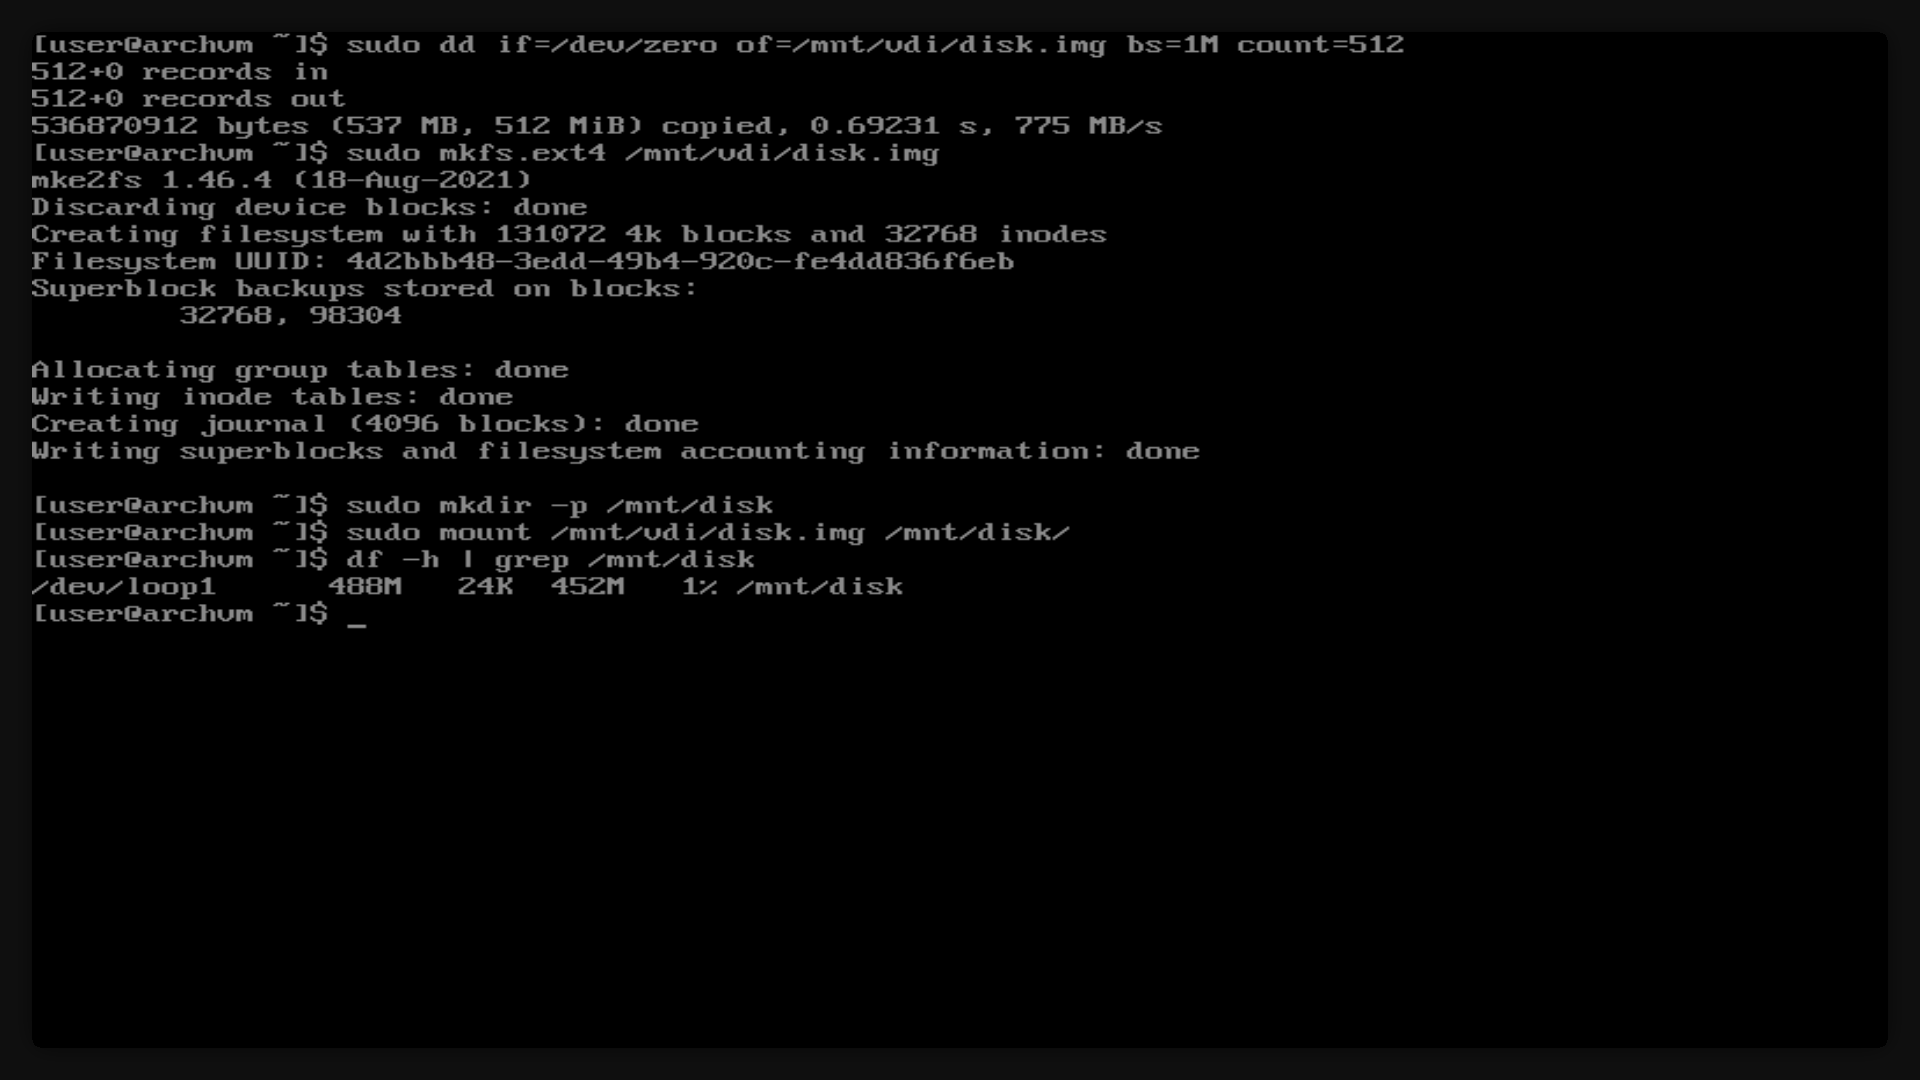 [user@archvm ~]$ sudo dd if=/dev/zero of=/mnt/vdi/disk.img bs=1M count=512
512+0 records in
512+0 records out
536870912 bytes (537 MB, 512 MiB) copied, 0.69231 s, 775 MB/s
[user@archvm ~]$ sudo mkfs.ext4 /mnt/vdi/disk.img
mke2fs 1.46.4 (18-Aug-2021)
Discarding device blocks: done
Creating filesystem with 131072 4k blocks and 32768 inodes
Filesystem UUID: 4d2bbb48-3edd-49b4-920c-fe4dd836f6eb
Superblock backups stored on blocks:
        32768, 98304

Allocating group tables: done
Writing inode tables: done
Creating journal (4096 blocks): done
Writing superblocks and filesystem accounting information: done

[user@archvm ~]$ sudo mkdir -p /mnt/disk
[user@archvm ~]$ sudo mount /mnt/vdi/disk.img /mnt/disk/
[user@archvm ~]$ df -h | grep /mnt/disk
/dev/loop1      488M   24K  452M   1% /mnt/disk
[user@archvm ~]$ _